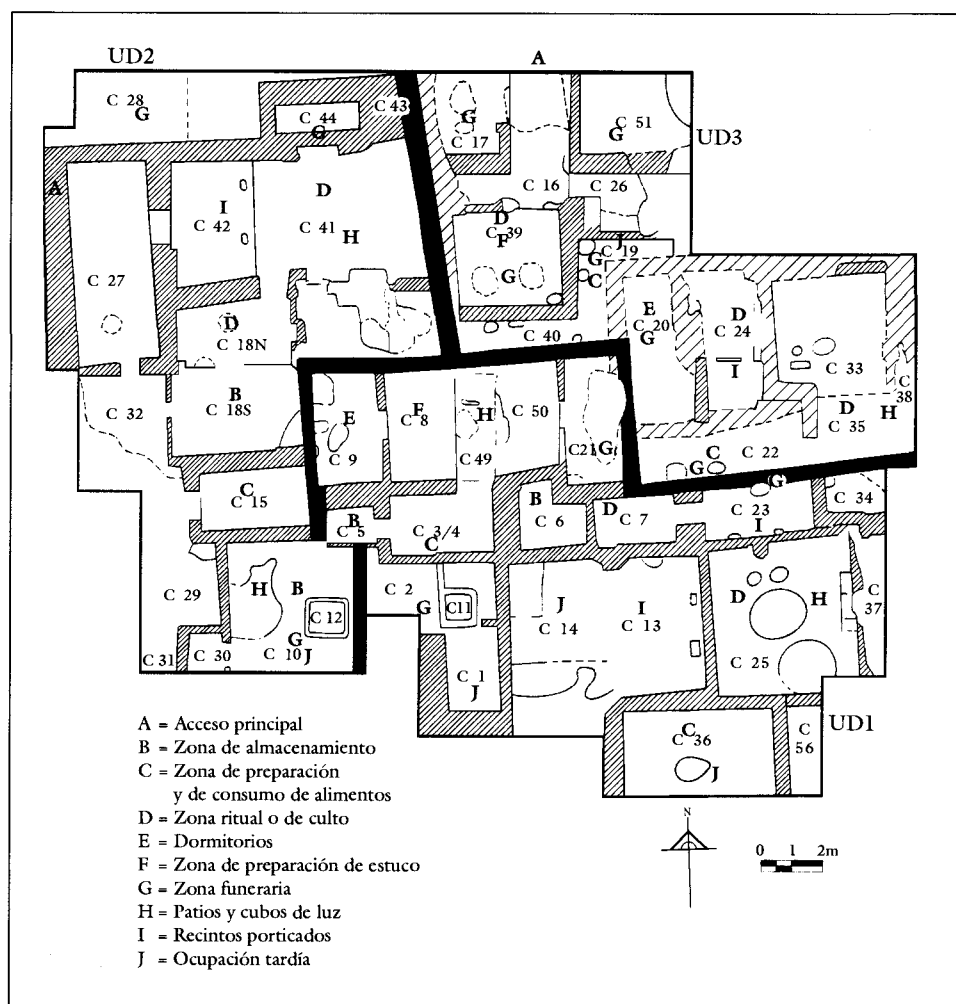 UD2
A
C 28
G
C 44
G
C 43
G
C 17
C 51
G
UD3
A
I
C 42
D
C 41
H
C 16
C 26
D
C 39
F
G
J
C 19
G
C
C 27
D
C 18N
C 40
E
C 20
G
D
C 24
I
C 33
C 38
D
C 35
H
C 32
B
C 18S
E
C 9
F
C 8
H
C 49
C 50
C21
G
C
G
C 22
C
C 15
B
C 5
C 3/4
C
B
C 6
D
C 7
G
C 23
I
C 34
C 29
H
B
C 12
G
C 10
J
C 31
C 30
C 2
G
C11
C 1
J
J
C 14
I
C 13
D
H
C 25
C 37
C
C 36
J
C 56
UD1
A = Acceso principal
B = Zona de almacenamiento
C = Zona de preparación
y de consumo de alimentos
D = Zona ritual o de culto
E = Dormitorios
F = Zona de preparación de estuco
G = Zona funeraria
H = Patios y cubos de luz
I = Recintos porticados
J = Ocupación tardía
N
0 1 2m